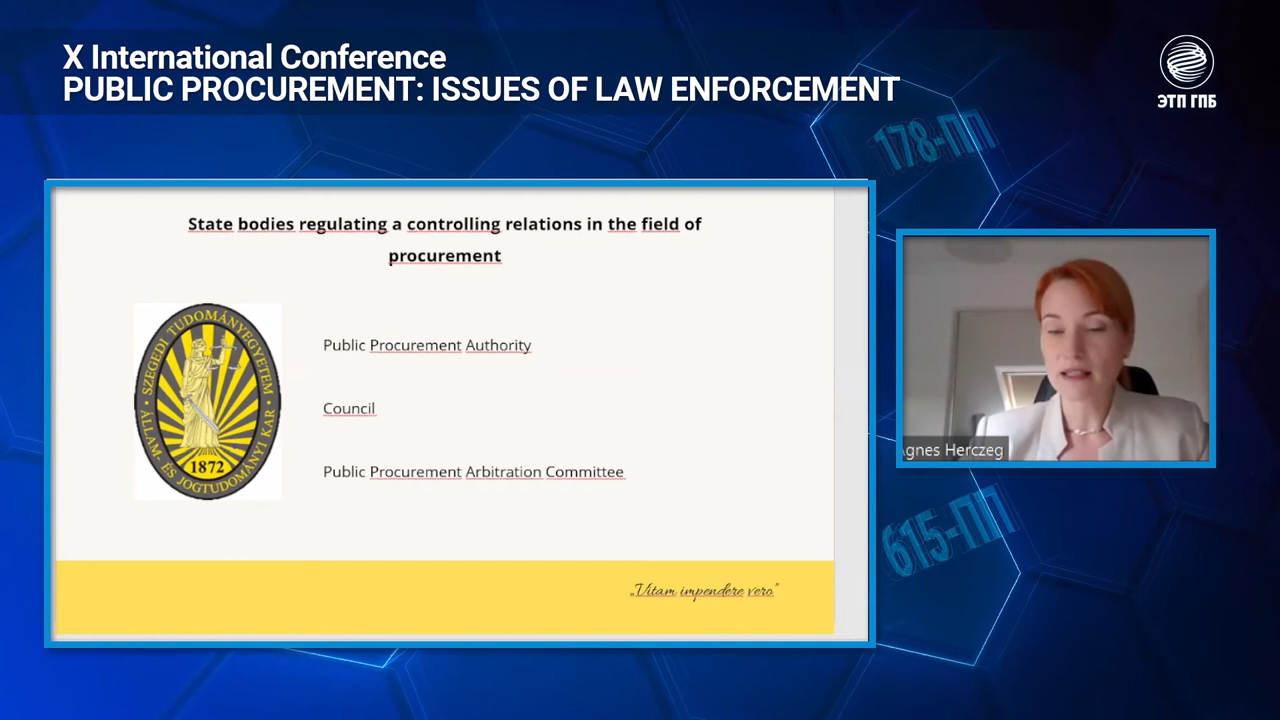 X International Conference
PUBLIC PROCUREMENT: ISSUES OF LAW ENFORCEMENT
ЭТП ГПБ
178-ПП
State bodies regulating a controlling relations in the field of
procurement
SZEGEDI TUDOMÁNYEGYETEM
ÁLLAM- ÉS JOGTUDOMÁNYI KAR
1872
Public Procurement Authority
Council
Public Procurement Arbitration Committee
„Vitam impendere vero”
gnes Herczeg
615-ПП